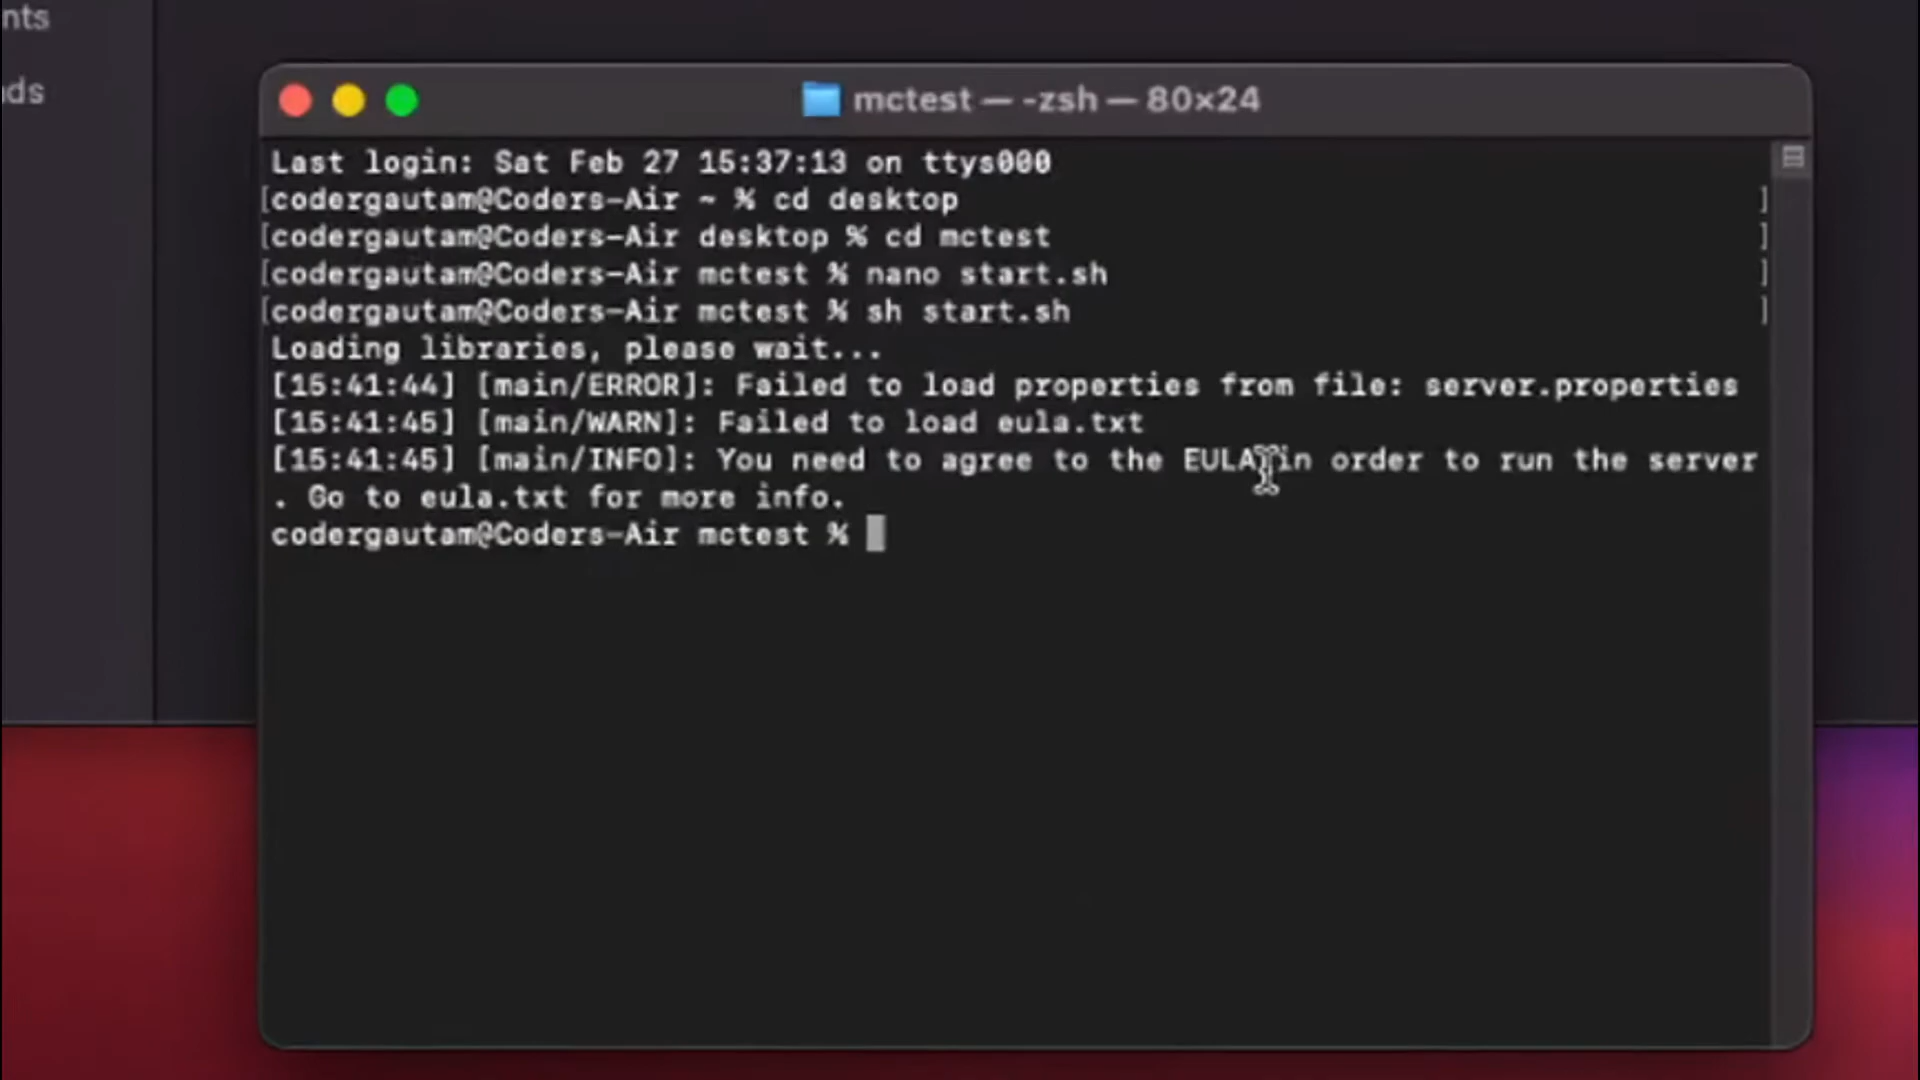 nts
ds
mctest — -zsh — 80×24
Last login: Sat Feb 27 15:37:13 on ttys000
[codergautam@Coders-Air ~ % cd desktop ]
[codergautam@Coders-Air desktop % cd mctest ]
[codergautam@Coders-Air mctest % nano start.sh ]
[codergautam@Coders-Air mctest % sh start.sh ]
Loading libraries, please wait...
[15:41:44] [main/ERROR]: Failed to load properties from file: server.properties
[15:41:45] [main/WARN]: Failed to load eula.txt
[15:41:45] [main/INFO]: You need to agree to the EULA in order to run the server
. Go to eula.txt for more info.
codergautam@Coders-Air mctest %